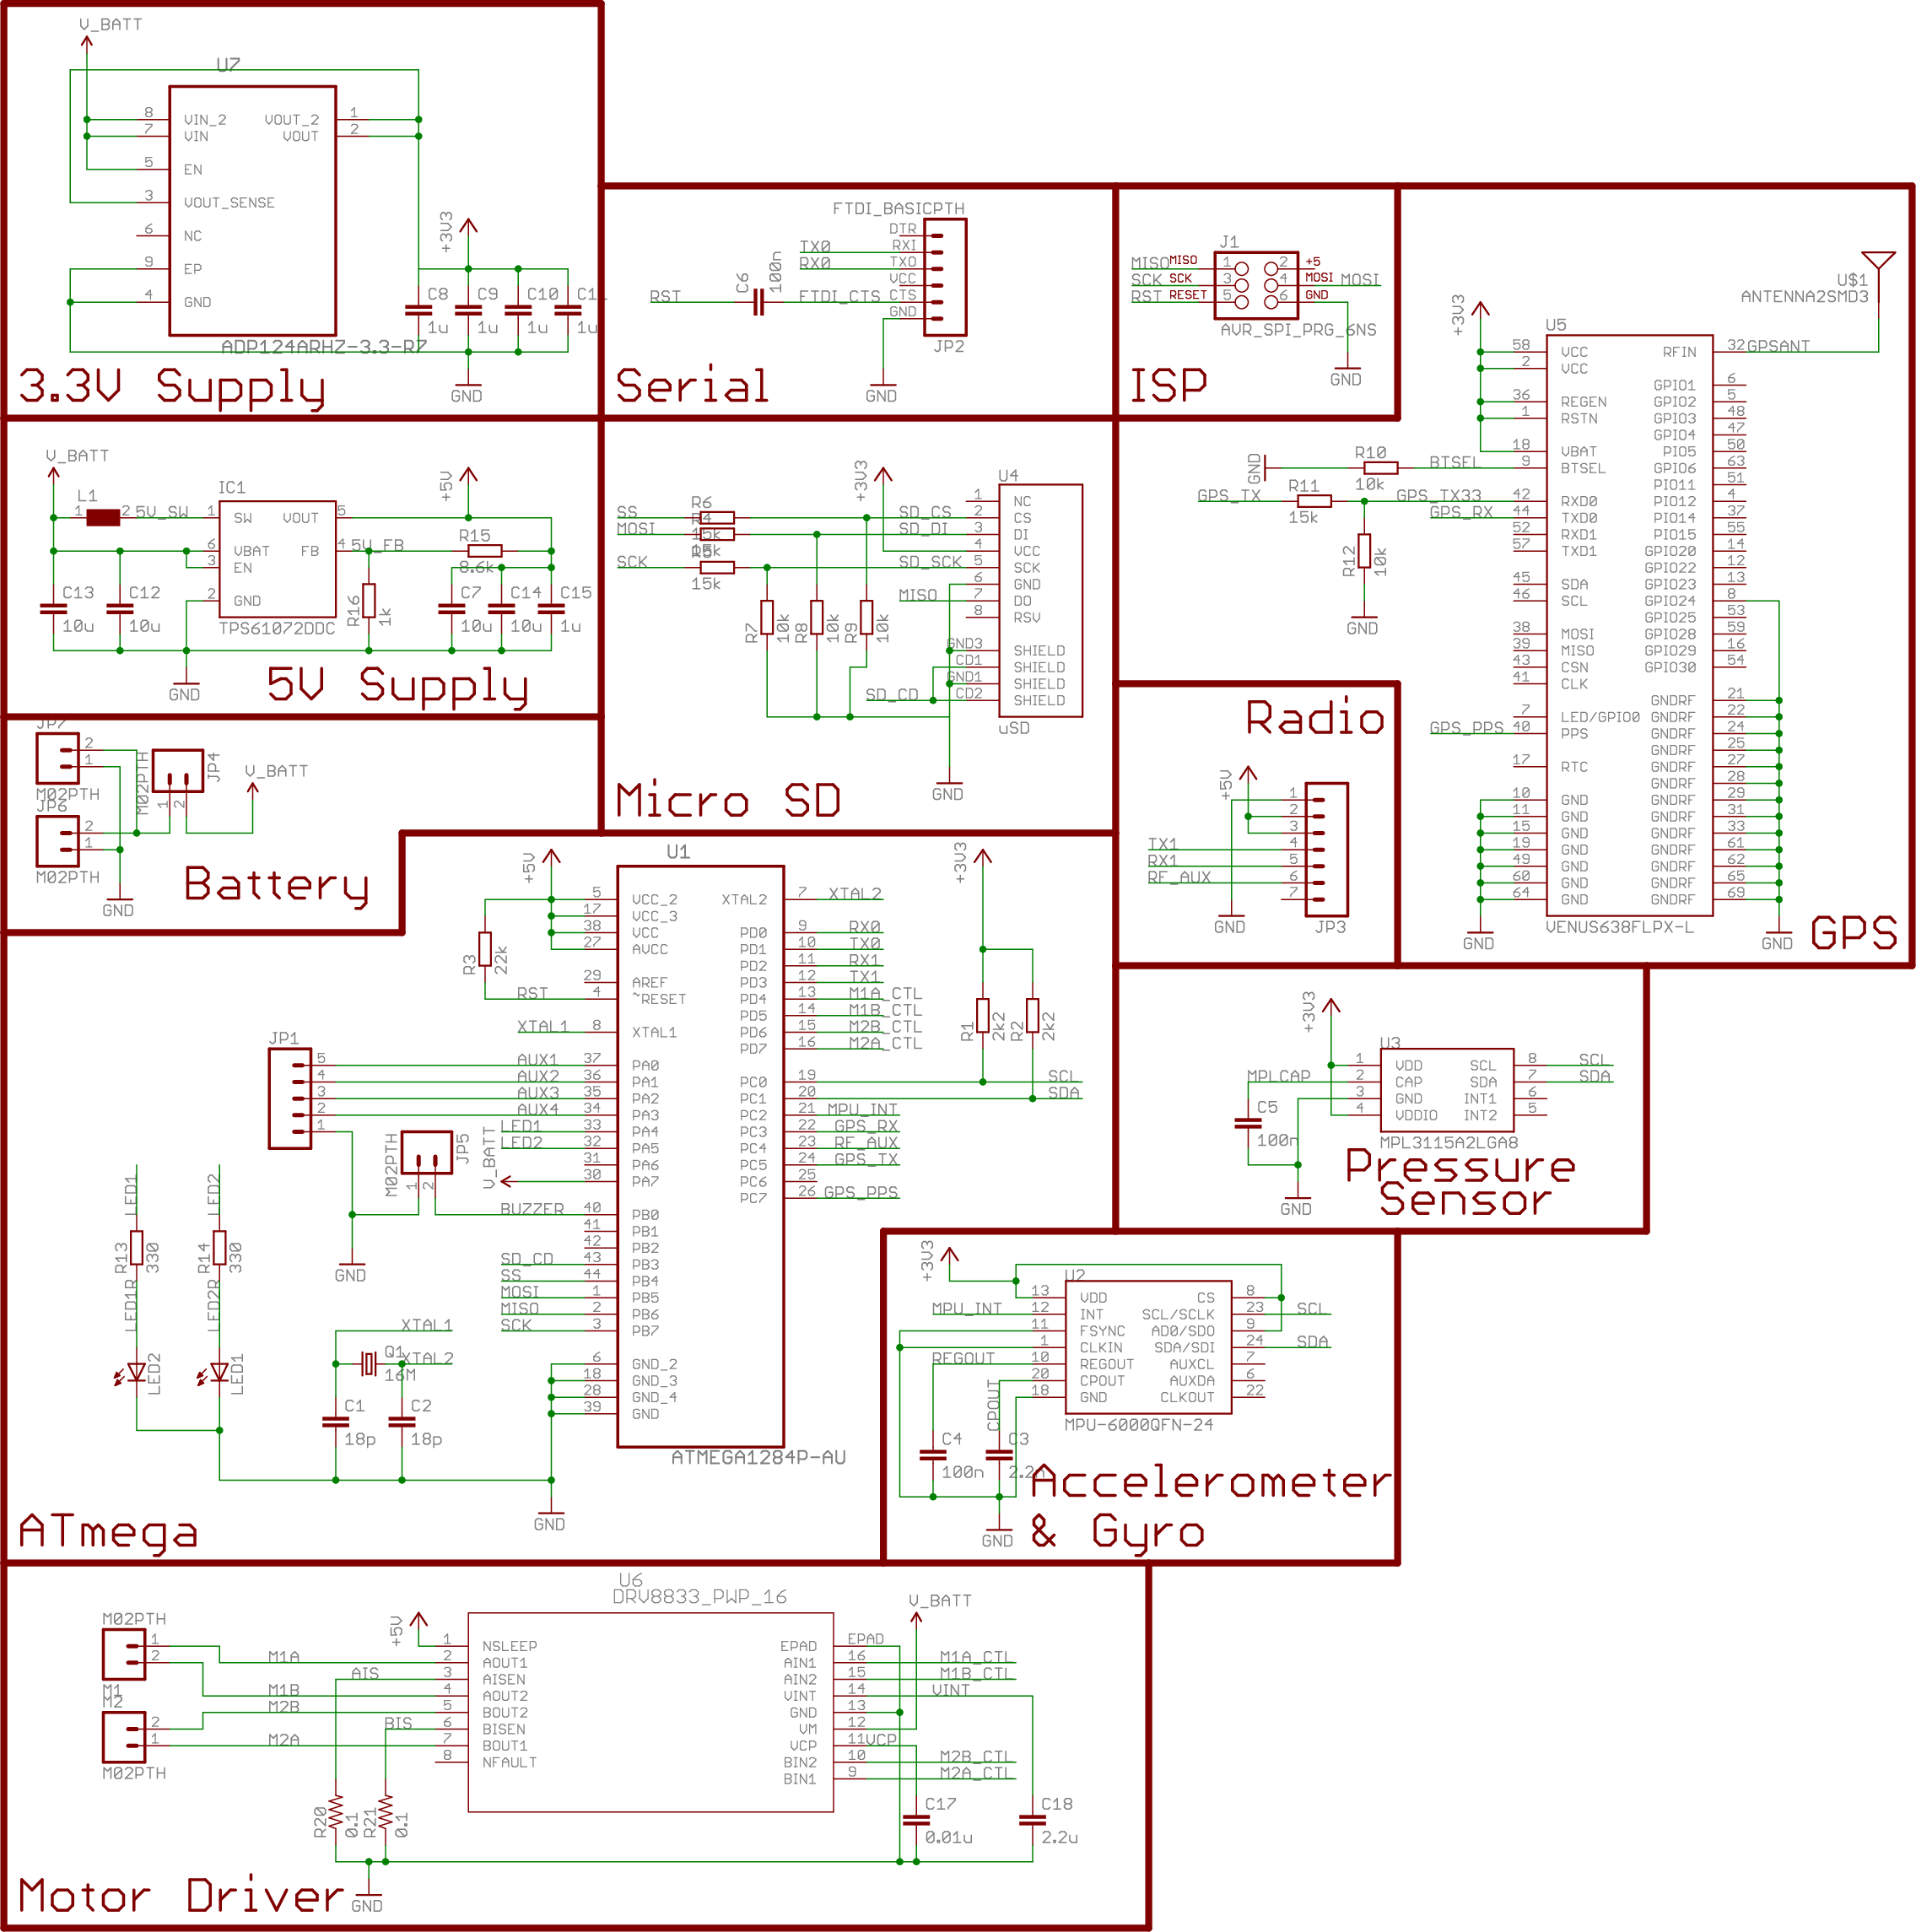 V_BATT
U7
8 VIN_2 VOUT_2 1
7 VIN VOUT 2
5 EN
3 VOUT_SENSE
6 NC
9 EP
4 GND
+3V3
C8 C9 C10
1u 1u 1u 1u
ADP124ARHZ-3.3-R7
GND
3.3V Supply
FTDI_BASICPTH
DTR
TX0 RXI
RX0 TXO
VCC
RST C6 100n FTDI_CTS CTS
GND
JP2
GND
Serial
J1
MISO MISO 1 2 +5
SCK SCK 3 4 MOSI MOSI
RST RESET 5 6 GND
AVR_SPI_PRG_6NS
GND
ISP
V_BATT
+5V
L1
1 2 5V_SW
IC1
1 SW VOUT 5
6 VBAT FB 4 5V_FB
3 EN
2 GND
TPS61072DDC
R15
8.6k
R16 1k
C13 C12 C7 C14 C15
10u 10u 10u 10u 1u
GND
5V Supply
+3V3
U4
SS R6 SD_CS
MOSI R4 15k SD_DI
SCK R5 15k SD_SCK
MISO
1 NC
2 CS
3 DI
4 VCC
5 SCK
6 GND
7 DO
8 RSV
GND3 SHIELD
CD1 SHIELD
GND1 SHIELD
SD_CD CD2 SHIELD
R7 10k R8 10k R9 10k
uSD
GND
Micro SD
U$1
ANTENNA2SMD3
+3V3
U5
58 VCC RFIN 32 GPSANT
2 VCC
GPIO1 6
36 REGEN GPIO2 5
1 RSTN GPIO3 48
GPIO4 47
18 VBAT PIO5 50
9 BTSEL GPIO6 63
PIO11 51
42 RXD0 PIO12 4
44 TXD0 PIO14 37
52 RXD1 PIO15 55
57 TXD1 GPIO20 14
GPIO22 12
45 SDA GPIO23 13
46 SCL GPIO24 8
GPIO25 53
38 MOSI GPIO28 59
39 MISO GPIO29 16
43 CSN GPIO30 54
41 CLK
GNDRF 21
7 LED/GPIO0 GNDRF 22
40 PPS GNDRF 24
GNDRF 25
17 RTC GNDRF 27
GNDRF 28
10 GND GNDRF 29
11 GND GNDRF 31
15 GND GNDRF 33
19 GND GNDRF 61
49 GND GNDRF 62
60 GND GNDRF 65
64 GND GNDRF 69
VENUS638FLPX-L
GND R10 10k BTSEL
GPS_TX R11 15k GPS_TX33
GPS_RX
R12 10k
GND
GPS_PPS
GND GND
GPS
JP7
2
1
M02PTH
JP6
2
1
M02PTH
M02PTH JP4
1 2
V_BATT
GND
Battery
Radio
+5V
1
2
3
TX1 4
RX1 5
RF_AUX 6
7
GND JP3
+5V
U1
5 VCC_2 XTAL2 7 XTAL2
17 VCC_3
38 VCC PD0 9 RX0
27 AVCC PD1 10 TX0
PD2 11 RX1
29 AREF PD3 12 TX1
RST 4 ~RESET PD4 13 M1A_CTL
PD5 14 M1B_CTL
XTAL1 8 XTAL1 PD6 15 M2B_CTL
PD7 16 M2A_CTL
AUX1 37 PA0
AUX2 36 PA1 PC0 19 SCL
AUX3 35 PA2 PC1 20 SDA
AUX4 34 PA3 PC2 21 MPU_INT
LED1 33 PA4 PC3 22 GPS_RX
LED2 32 PA5 PC4 23 RF_AUX
31 PA6 PC5 24 GPS_TX
V_BATT 30 PA7 PC6 25
PC7 26 GPS_PPS
BUZZER 40 PB0
41 PB1
42 PB2
SD_CD 43 PB3
SS 44 PB4
MOSI 1 PB5
MISO 2 PB6
SCK 3 PB7
6 GND_2
18 GND_3
28 GND_4
39 GND
ATMEGA1284P-AU
R3 22k
+3V3
R1 2k2 R2 2k2
JP1
5
4
3
2
1
M02PTH JP5
1 2
GND
LED1 LED2
R13 330 R14 330
LED1R LED2R
LED2 LED1
XTAL1
Q1 XTAL2
16M
C1 C2
18p 18p
GND
ATmega
+3V3
U3
1 VDD SCL 8 SCL
MPLCAP 2 CAP SDA 7 SDA
3 GND INT1 6
4 VDDIO INT2 5
MPL3115A2LGA8
C5
100n
GND
Pressure
Sensor
+3V3
U2
13 VDD CS 8
MPU_INT 12 INT SCL/SCLK 23 SCL
11 FSYNC AD0/SDO 9
1 CLKIN SDA/SDI 24 SDA
REGOUT 10 REGOUT AUXCL 7
20 CPOUT AUXDA 6
18 GND CLKOUT 22
CPOUT
MPU-6000QFN-24
C4 C3
100n 2.2n
GND
Accelerometer
& Gyro
U6
DRV8833_PWP_16
M02PTH
1
2
M1
M2
2
1
M02PTH
+5V
V_BATT
1 NSLEEP EPAD EPAD
M1A 2 AOUT1 AIN1 16 M1A_CTL
AIS 3 AISEN AIN2 15 M1B_CTL
M1B 4 AOUT2 VINT 14 VINT
M2B 5 BOUT2 GND 13
BIS 6 BISEN VM 12
M2A 7 BOUT1 VCP 11 VCP
8 NFAULT BIN2 10 M2B_CTL
BIN1 9 M2A_CTL
R20 0.1 R21 0.1
C17 C18
0.01u 2.2u
GND
Motor Driver